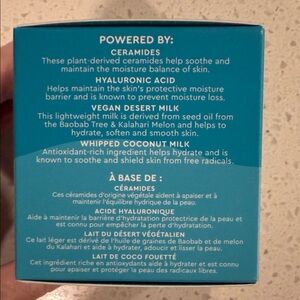 POWERED BY:
CERAMIDES
These plant-derived ceramides help soothe and
maintain the moisture balance of skin.
HYALURONIC ACID
Helps maintain the skin's protective moisture
barrier and is known to prevent moisture loss.
VEGAN DESERT MILK
This lightweight milk is derived from seed oil from
the Baobab Tree & Kalahari Melon and helps to
hydrate, soften and smooth skin.
WHIPPED COCONUT MILK
Antioxidant-rich ingredient helps hydrate and is
known to soothe and shield skin from free radicals.
À BASE DE :
CÉRAMIDES
Ces céramides d'origine végétale aident à apaiser et à
maintenir l'équilibre hydrique de la peau.
ACIDE HYALURONIQUE
Aide à maintenir la barrière d'hydratation protectrice de la peau et
est connu pour empêcher la perte d'hydratation.
LAIT DU DÉSERT VÉGÉTALIEN
Ce lait léger est dérivé de l'huile de graines de Baobab et de melon
du Kalahari et aide à hydrater, adoucir et lisser la peau.
LAIT DE COCO FOUETTÉ
Cet ingrédient riche en antioxydants aide à hydrater et est connu
pour apaiser et protéger la peau des radicaux libres.